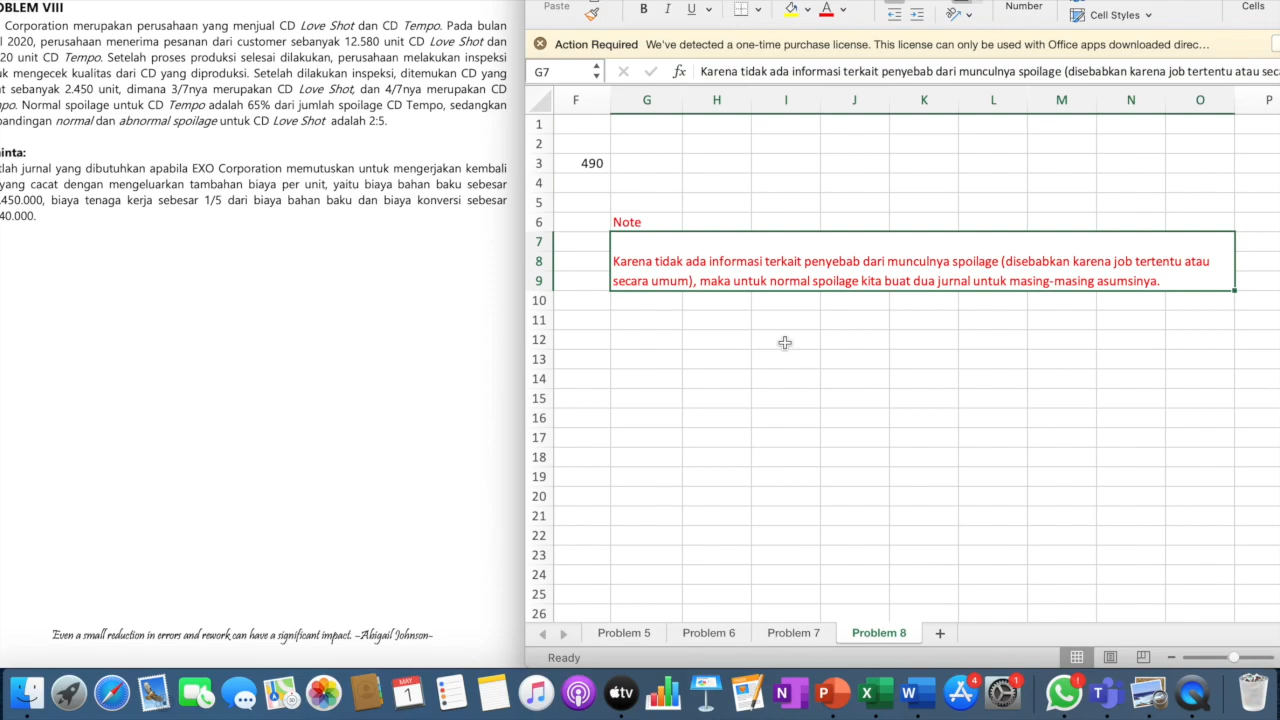 OBLEM VIII
Corporation merupakan perusahaan yang menjual CD Love Shot dan CD Tempo. Pada bulan
2020, perusahaan menerima pesanan dari customer sebanyak 12.580 unit CD Love Shot dan
20 unit CD Tempo. Setelah proses produksi selesai dilakukan, perusahaan melakukan inspeksi
uk mengecek kualitas dari CD yang diproduksi. Setelah dilakukan inspeksi, ditemukan CD yang
at sebanyak 2.450 unit, dimana 3/7nya merupakan CD Love Shot, dan 4/7nya merupakan CD
npo. Normal spoilage untuk CD Tempo adalah 65% dari jumlah spoilage CD Tempo, sedangkan
bandingan normal dan abnormal spoilage untuk CD Love Shot adalah 2:5.
inta:
tlah jurnal yang dibutuhkan apabila EXO Corporation memutuskan untuk mengerjakan kembali
yang cacat dengan mengeluarkan tambahan biaya per unit, yaitu biaya bahan baku sebesar
.450.000, biaya tenaga kerja sebesar 1/5 dari biaya bahan baku dan biaya konversi sebesar
40.000.
Even a small reduction in errors and rework can have a significant impact. –Abigail Johnson-
Paste
B I U
A
Number
Cell Styles
Cells
Action Required We've detected a one-time purchase license. This license can only be used with Office apps downloaded direc...
G7 fx Karena tidak ada informasi terkait penyebab dari munculnya spoilage (disebabkan karena job tertentu atau seca
F G H I J K L M N O P
1
2
3 490
4
5
6 Note
7
8 Karena tidak ada informasi terkait penyebab dari munculnya spoilage (disebabkan karena job tertentu atau
9 secara umum), maka untuk normal spoilage kita buat dua jurnal untuk masing-masing asumsinya.
10
11
12
13
14
15
16
17
18
19
20
21
22
23
24
25
26
Problem 5 Problem 6 Problem 7 Problem 8 +
Ready
MAY
1
tv
N
P
X
W
4
1
1
T